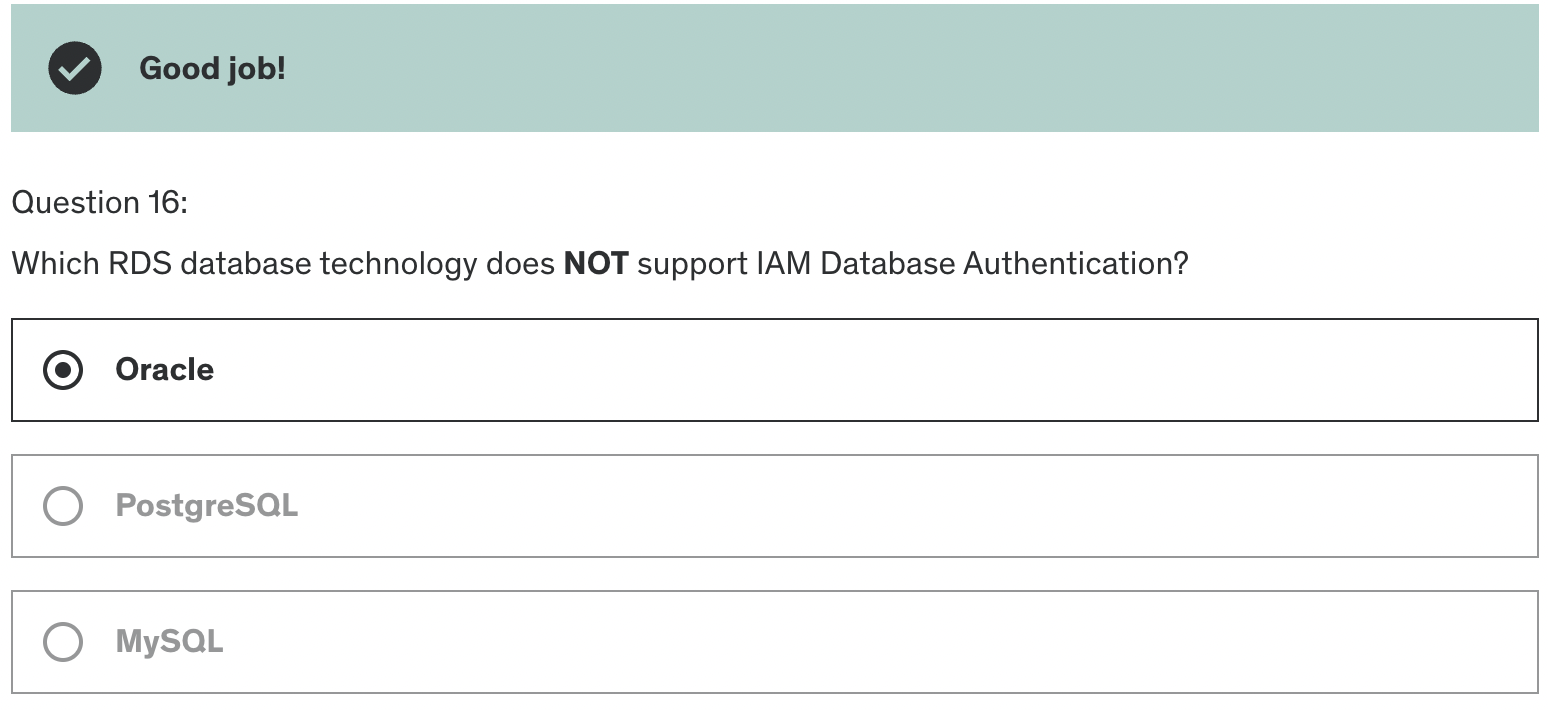 Good job!
Question 16:
Which RDS database technology does NOT support IAM Database Authentication?
Oracle
PostgreSQL
MySQL